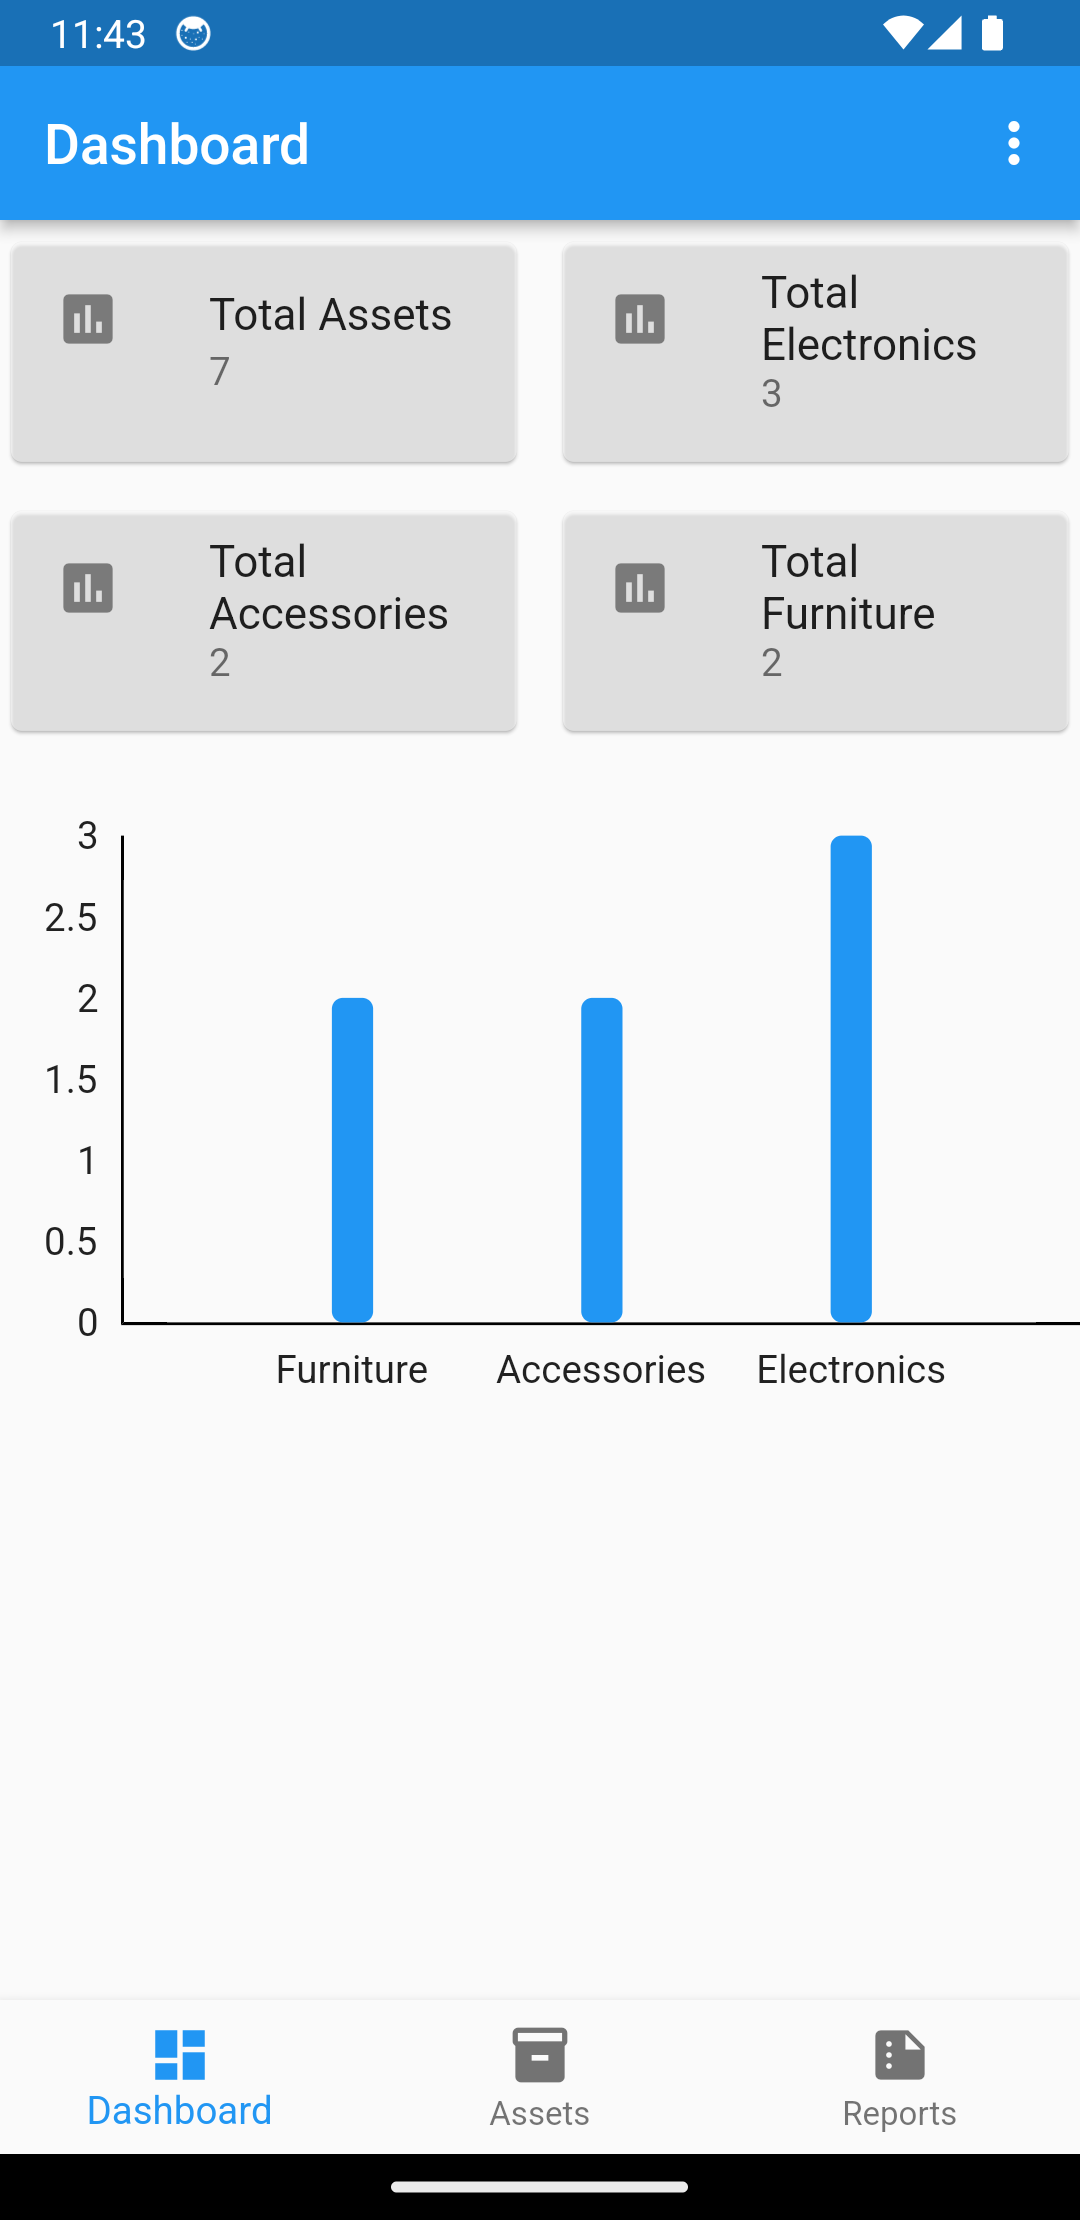 11:43
Dashboard
Total Assets
7
Total
Electronics
3
Total
Accessories
2
Total
Furniture
2
3
2.5
2
1.5
1
0.5
0
Furniture Accessories Electronics
Dashboard Assets Reports